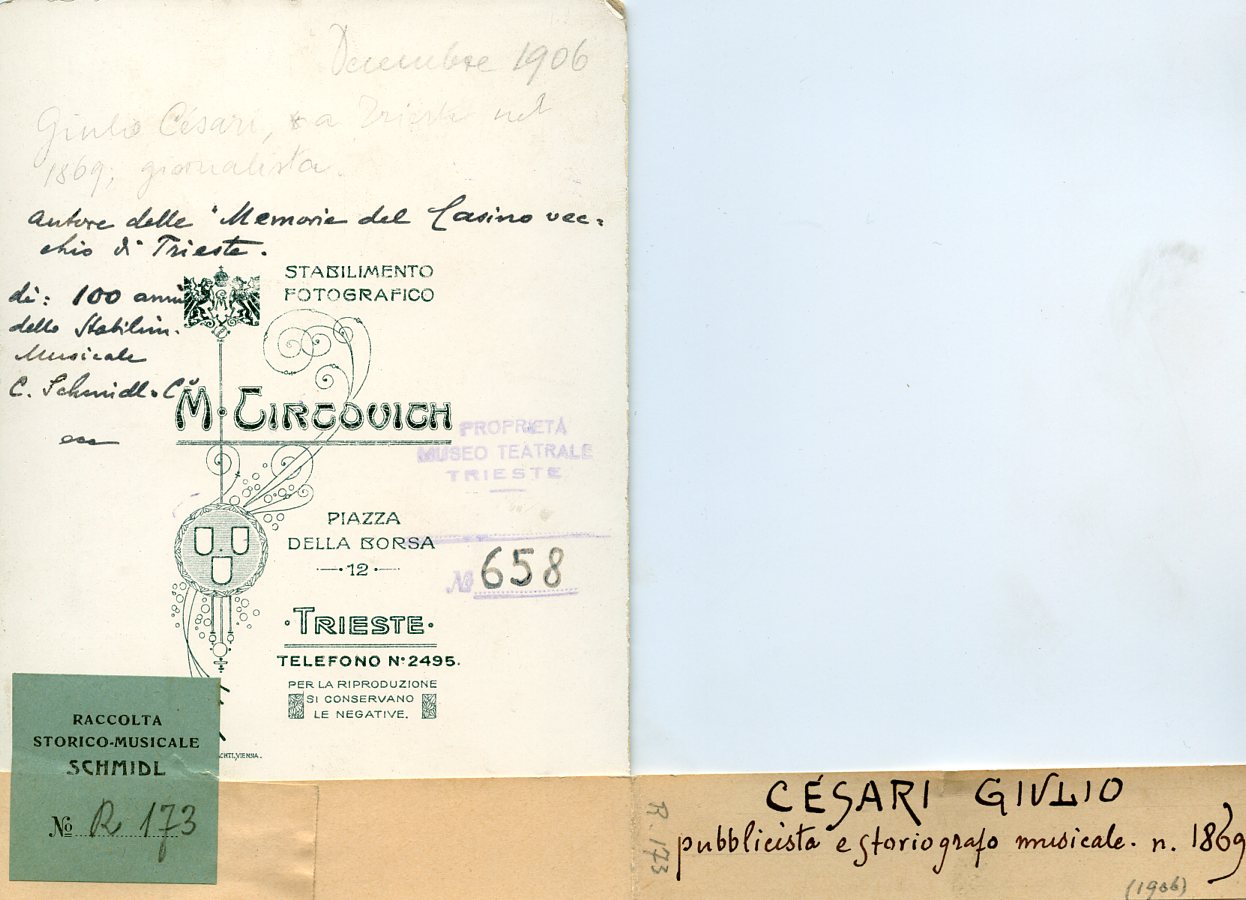 Decembre 1906
Giulio Césari, n a Trieste nel
1869; giornalista.
autore delle "Memorie del Casino vec=
chio di Trieste.
di: 100 anni
dello Stabilim.
Musicale
C. Schmidl & Cº
STABILIMENTO
FOTOGRAFICO
M. CIRCOVICH
PROPRIETÀ
MUSEO TEATRALE
TRIESTE
PIAZZA
DELLA BORSA
12
№ 658
·TRIESTE·
TELEFONO Nº 2495.
PER LA RIPRODUZIONE
SI CONSERVANO
LE NEGATIVE.
RACCOLTA
STORICO-MUSICALE
SCHMIDL
№ R 173
R. 173
CÉSARI GIULIO
pubblicista e storiografo musicale. n. 1869
(1906)